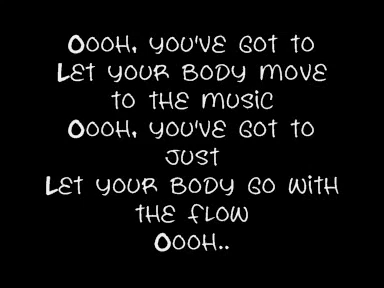 Oooh, you've got to
Let your body move
to the music
Oooh, you've got to
just
Let your body go with
the flow
Oooh..